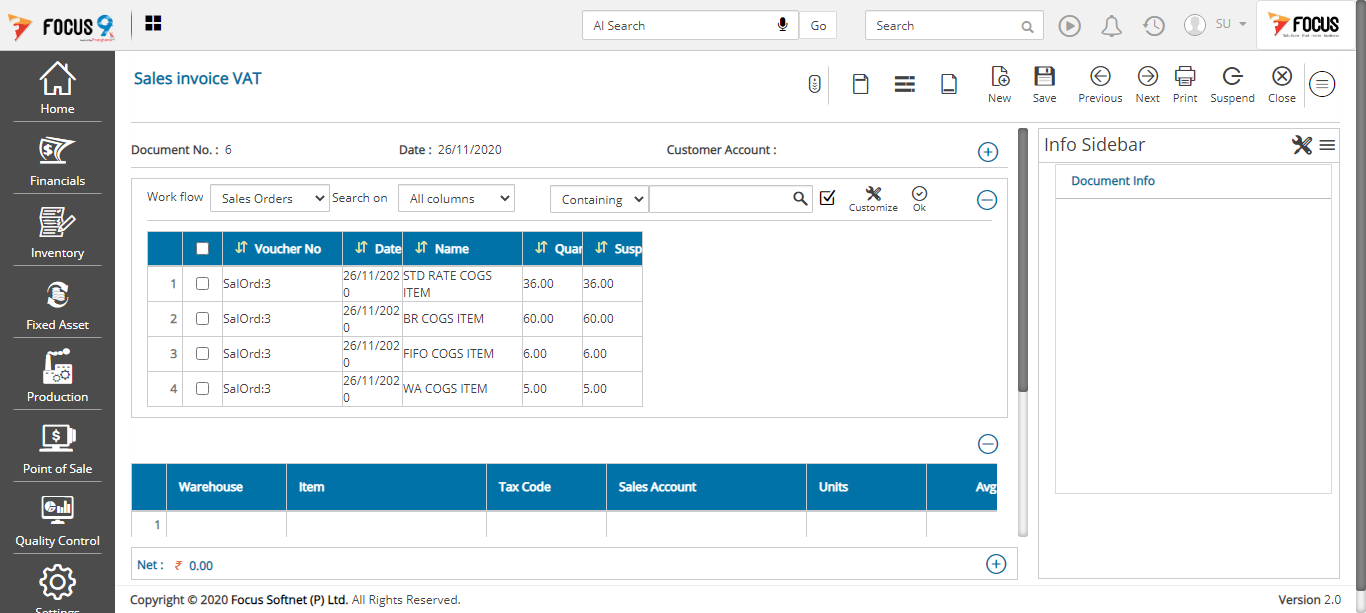 FOCUS 9
AI Search
Go
Search
SU
FOCUS
Home
Financials
Inventory
Fixed Asset
Production
Point of Sale
Quality Control
Settings
Sales invoice VAT
New
Save
Previous
Next
Print
Suspend
Close
Document No. : 6
Date : 26/11/2020
Customer Account :
Work flow
Sales Orders
Search on
All columns
Containing
Customize
Ok
Voucher No Date Name Quan Susp
1 SalOrd:3 26/11/2020 STD RATE COGS ITEM 36.00 36.00
2 SalOrd:3 26/11/2020 BR COGS ITEM 60.00 60.00
3 SalOrd:3 26/11/2020 FIFO COGS ITEM 6.00 6.00
4 SalOrd:3 26/11/2020 WA COGS ITEM 5.00 5.00
Warehouse Item Tax Code Sales Account Units Avg
1
Net : ₹ 0.00
Info Sidebar
Document Info
Copyright © 2020 Focus Softnet (P) Ltd. All Rights Reserved.
Version 2.0